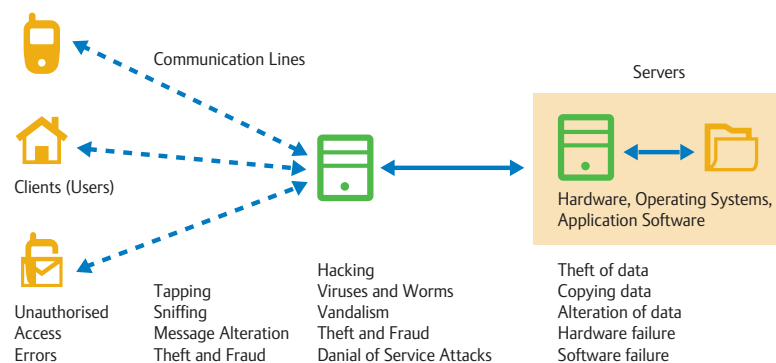 Communication Lines
Servers
Clients (Users)
Hardware, Operating Systems,
Application Software
Unauthorised
Access
Errors
Tapping
Sniffing
Message Alteration
Theft and Fraud
Hacking
Viruses and Worms
Vandalism
Theft and Fraud
Danial of Service Attacks
Theft of data
Copying data
Alteration of data
Hardware failure
Software failure